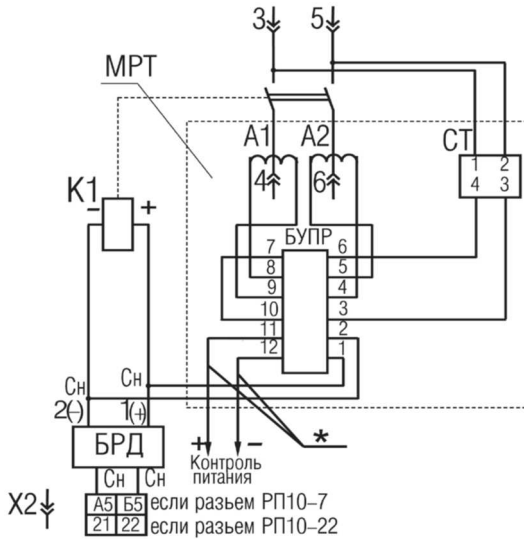 3 5
МРТ
А1 А2 СТ
1 2
4 3
4 6
К1
- +
БУПР
7 6
8 5
9 4
10 3
11 2
12 1
Сн Сн
2(-) 1(+)
БРД
+ - *
Контроль
питания
Сн Сн
Х2 А5 Б5 если разьем РП10-7
21 22 если разьем РП10-22